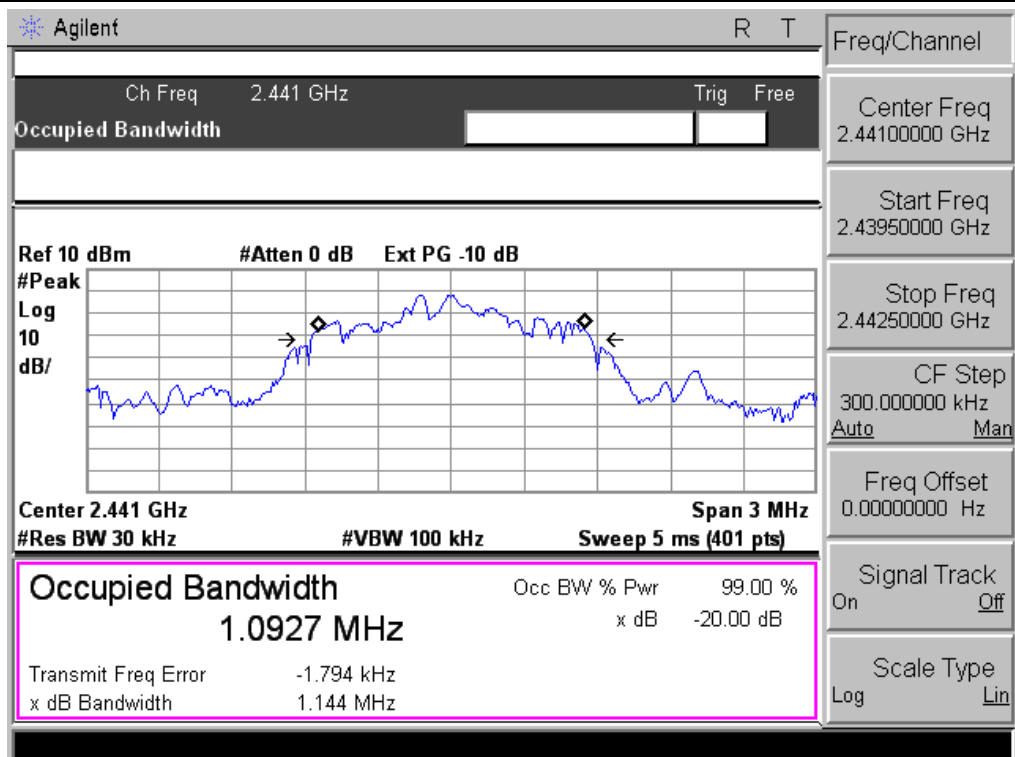 Agilent R T
Ch Freq 2.441 GHz Trig Free
Occupied Bandwidth
Ref 10 dBm #Atten 0 dB Ext PG -10 dB
#Peak
Log
10
dB/
Center 2.441 GHz Span 3 MHz
#Res BW 30 kHz #VBW 100 kHz Sweep 5 ms (401 pts)
Occupied Bandwidth Occ BW % Pwr 99.00 %
1.0927 MHz x dB -20.00 dB
Transmit Freq Error -1.794 kHz
x dB Bandwidth 1.144 MHz
Freq/Channel
Center Freq
2.44100000 GHz
Start Freq
2.43950000 GHz
Stop Freq
2.44250000 GHz
CF Step
300.000000 kHz
Auto Man
Freq Offset
0.00000000 Hz
Signal Track
On Off
Scale Type
Log Lin